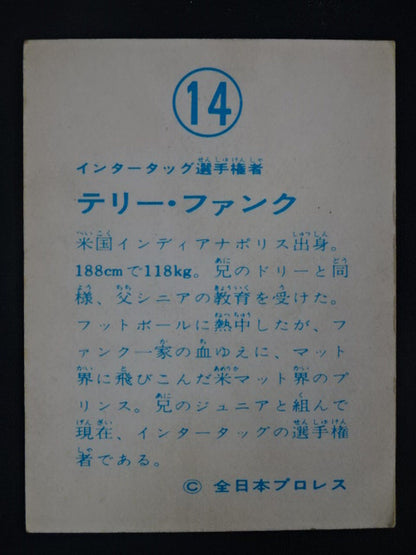 14
インタータッグ選手権者
テリー・ファンク
米国インディアナポリス出身。
188cmで118kg。兄のドリーと同
様、父シニアの教育を受けた。
フットボールに熱中したが、フ
ァンク一家の血ゆえに、マット
界に飛びこんだ米マット界のプ
リンス。兄のジュニアと組んで
現在、インタータッグの選手権
者である。
© 全日本プロレス